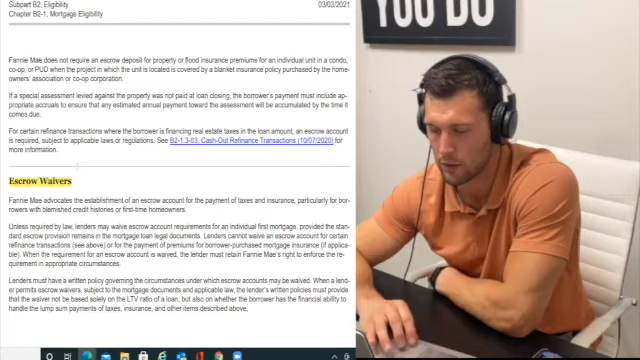 Subpart B2, Eligibility
03/03/2021
Chapter B2-1, Mortgage Eligibility
Fannie Mae does not require an escrow deposit for property or flood insurance premiums for an individual unit in a condo,
co-op, or PUD when the project in which the unit is located is covered by a blanket insurance policy purchased by the home-
owners' association or co-op corporation.
If a special assessment levied against the property was not paid at loan closing, the borrower's payment must include ap-
propriate accruals to ensure that any estimated annual payment toward the assessment will be accumulated by the time it
comes due.
For certain refinance transactions where the borrower is financing real estate taxes in the loan amount, an escrow account
is required, subject to applicable laws or regulations. See B2-1.3-03, Cash-Out Refinance Transactions (10/07/2020) for
more information.
Escrow Waivers
Fannie Mae advocates the establishment of an escrow account for the payment of taxes and insurance, particularly for bor-
rowers with blemished credit histories or first-time homeowners.
Unless required by law, lenders may waive escrow account requirements for an individual first mortgage, provided the stan-
dard escrow provision remains in the mortgage loan legal documents. Lenders cannot waive an escrow account for certain
refinance transactions (see above) or for the payment of premiums for borrower-purchased mortgage insurance (if applica-
ble). When the requirement for an escrow account is waived, the lender must retain Fannie Mae's right to enforce the re-
quirement in appropriate circumstances.
Lenders must have a written policy governing the circumstances under which escrow accounts may be waived. When a lend-
er permits escrow waivers, subject to the mortgage documents and applicable law, the lender's written policies must provide
that the waiver not be based solely on the LTV ratio of a loan, but also on whether the borrower has the financial ability to
handle the lump sum payments of taxes, insurance, and other items described above.
YOU DO